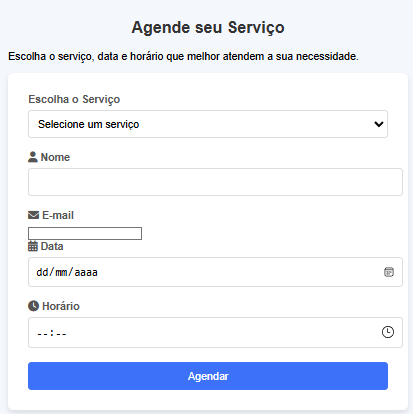 Agende seu Serviço
Escolha o serviço, data e horário que melhor atendem a sua necessidade.
Escolha o Serviço
Selecione um serviço
Nome
E-mail
Data
dd/mm/aaaa
Horário
--:--
Agendar